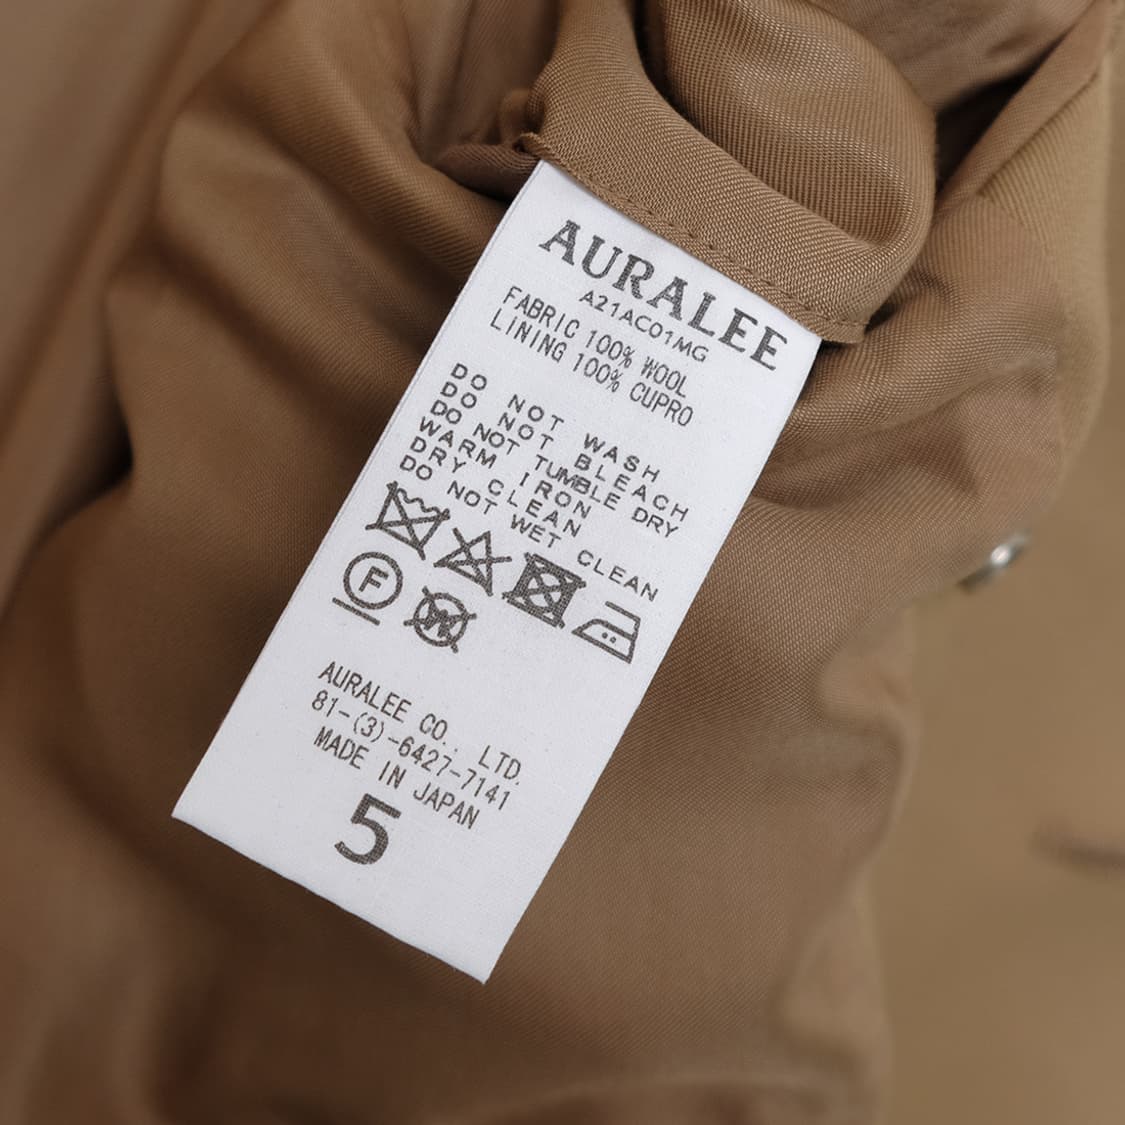 AURALEE
A21AC01MG
FABRIC 100% WOOL
LINING 100% CUPRO
DO NOT WASH
DO NOT BLEACH
DO NOT TUMBLE DRY
WARM IRON
DRY CLEAN
DO NOT WET CLEAN
F W
AURALEE CO., LTD.
81-(3)-6427-7141
MADE IN JAPAN
5